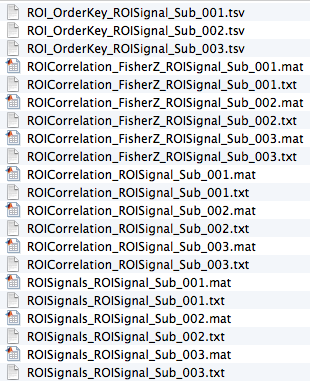 ROI_OrderKey_ROISignal_Sub_001.tsv
ROI_OrderKey_ROISignal_Sub_002.tsv
ROI_OrderKey_ROISignal_Sub_003.tsv
ROICorrelation_FisherZ_ROISignal_Sub_001.mat
ROICorrelation_FisherZ_ROISignal_Sub_001.txt
ROICorrelation_FisherZ_ROISignal_Sub_002.mat
ROICorrelation_FisherZ_ROISignal_Sub_002.txt
ROICorrelation_FisherZ_ROISignal_Sub_003.mat
ROICorrelation_FisherZ_ROISignal_Sub_003.txt
ROICorrelation_ROISignal_Sub_001.mat
ROICorrelation_ROISignal_Sub_001.txt
ROICorrelation_ROISignal_Sub_002.mat
ROICorrelation_ROISignal_Sub_002.txt
ROICorrelation_ROISignal_Sub_003.mat
ROICorrelation_ROISignal_Sub_003.txt
ROISignals_ROISignal_Sub_001.mat
ROISignals_ROISignal_Sub_001.txt
ROISignals_ROISignal_Sub_002.mat
ROISignals_ROISignal_Sub_002.txt
ROISignals_ROISignal_Sub_003.mat
ROISignals_ROISignal_Sub_003.txt